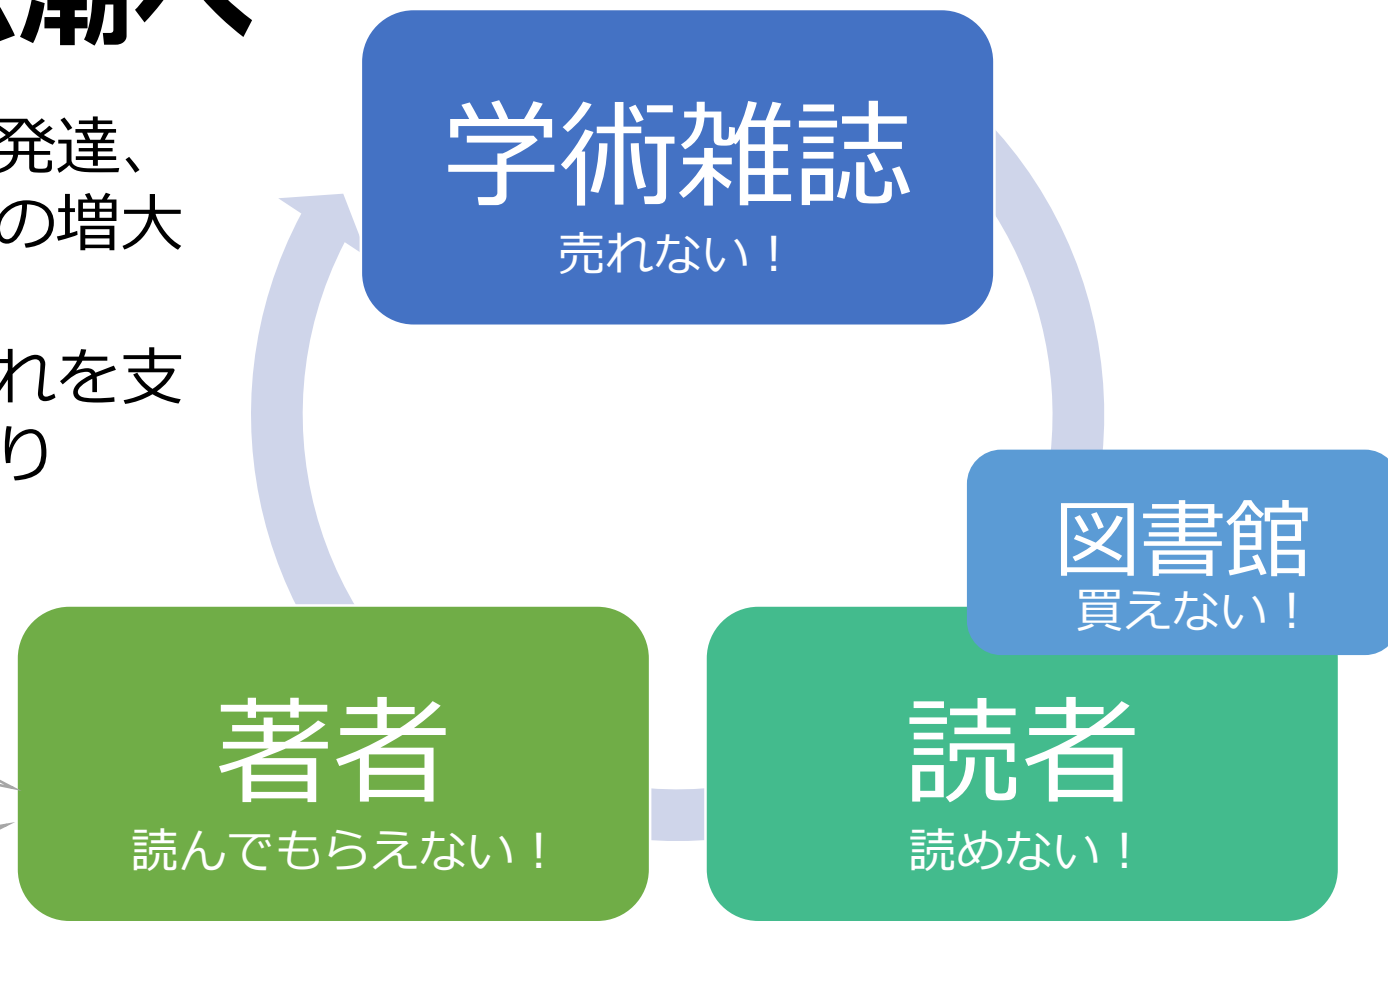 潮へ
発達、
の増大
れを支
り
学術雑誌
売れない！
図書館
買えない！
著者
読んでもらえない！
読者
読めない！